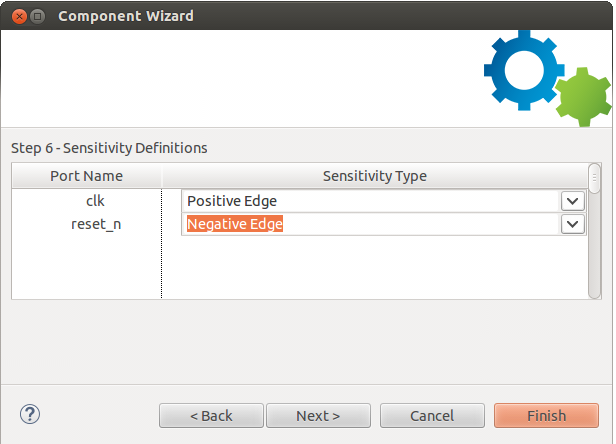 Component Wizard
Step 6 - Sensitivity Definitions
Port Name Sensitivity Type
clk Positive Edge
reset_n Negative Edge
? < Back Next > Cancel Finish